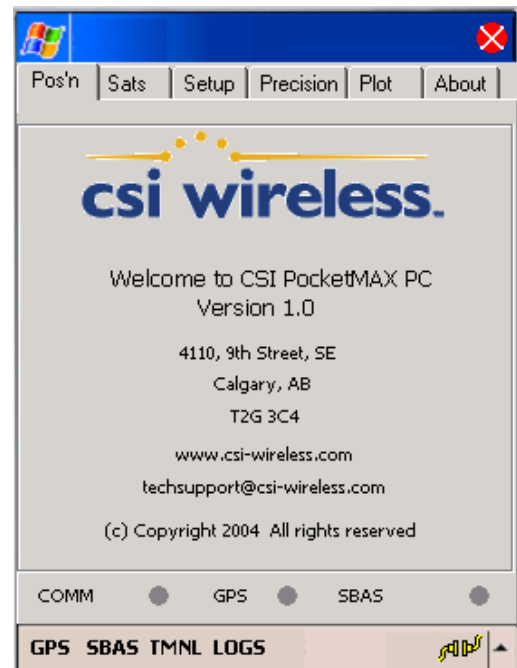 Pos'n Sats Setup Precision Plot About
csi wireless.
Welcome to CSI PocketMAX PC
Version 1.0
4110, 9th Street, SE
Calgary, AB
T2G 3C4
www.csi-wireless.com
techsupport@csi-wireless.com
(c) Copyright 2004 All rights reserved
COMM GPS SBAS
GPS SBAS TMNL LOGS